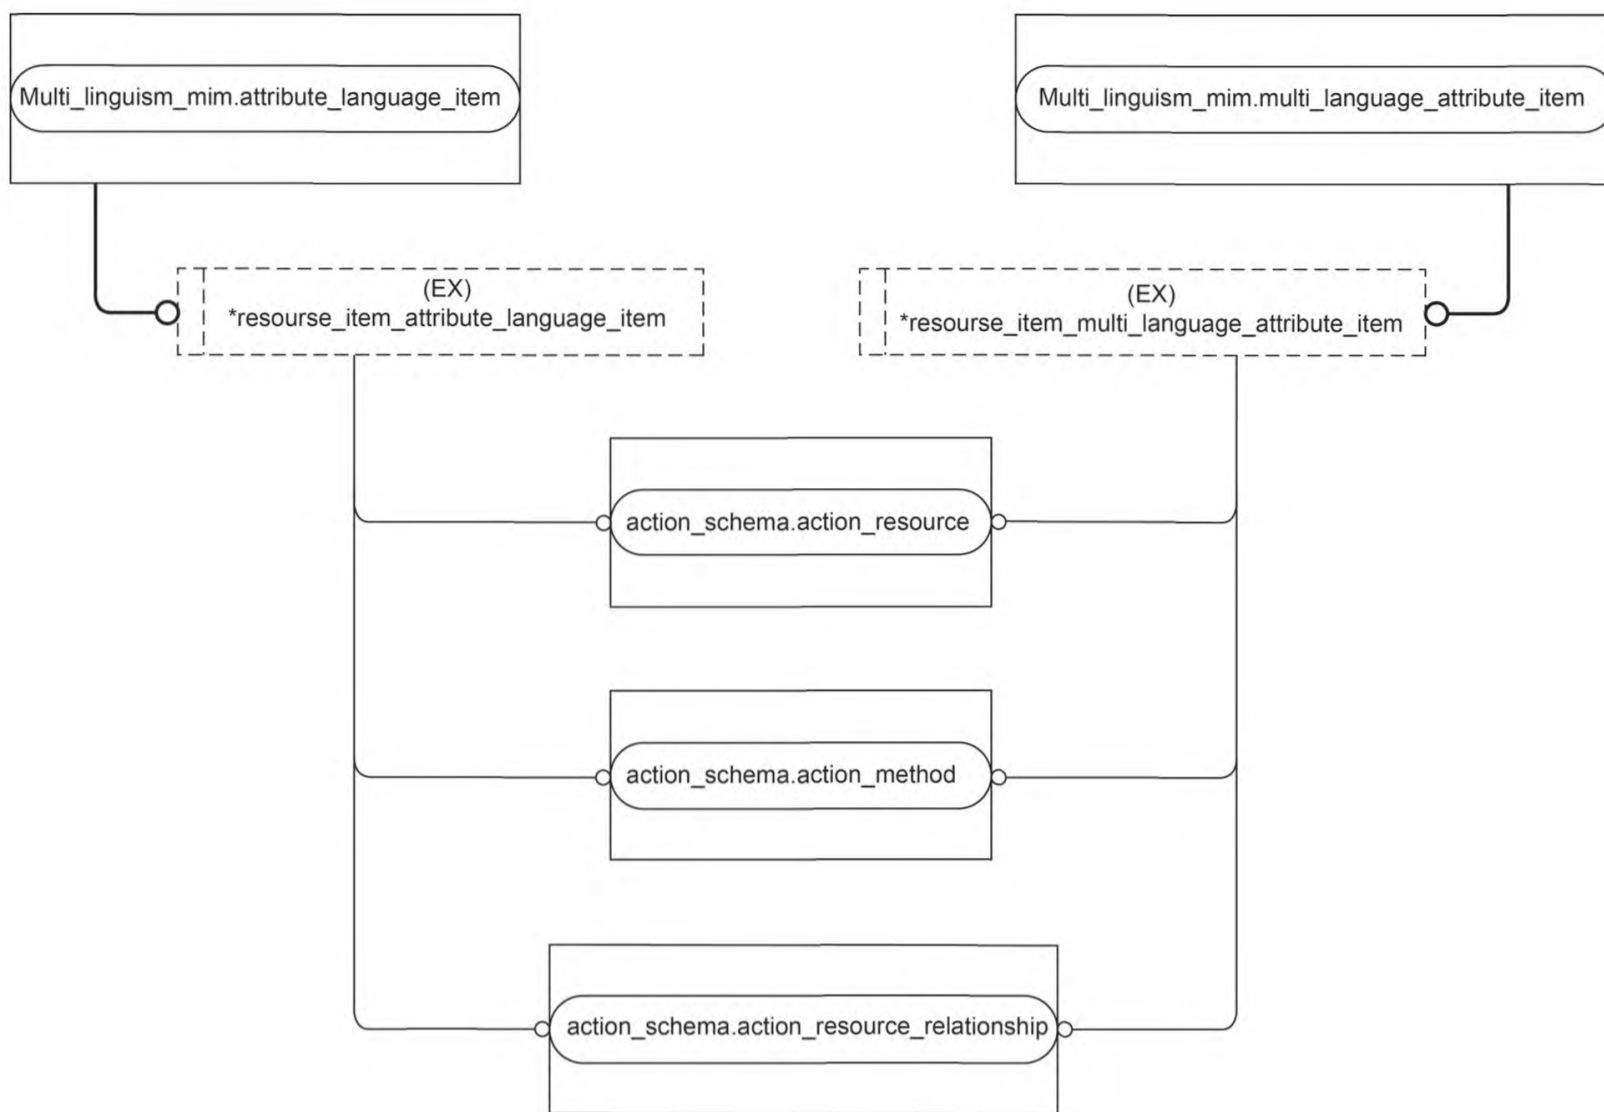 Multi_linguism_mim.attribute_language_item
Multi_linguism_mim.multi_language_attribute_item
(EX)
*resourse_item_attribute_language_item
(EX)
*resourse_item_multi_language_attribute_item
action_schema.action_resource
action_schema.action_method
action_schema.action_resource_relationship